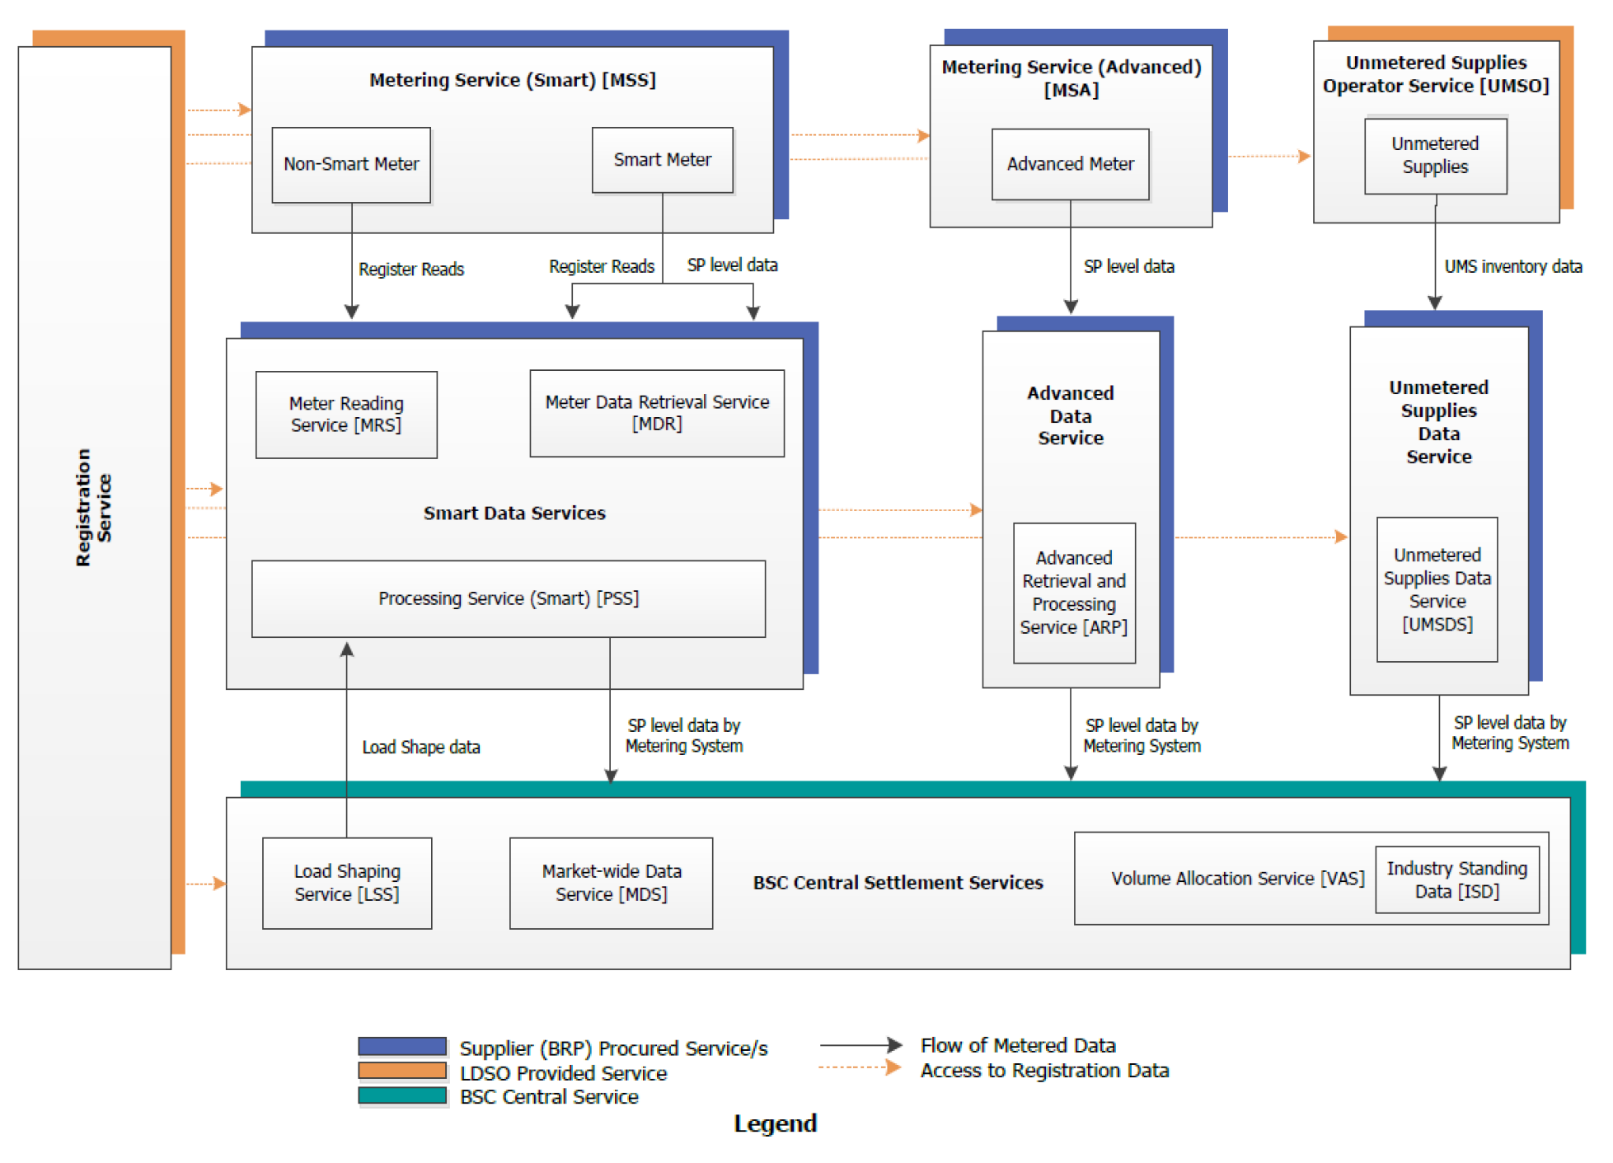 Registration
Service
Metering Service (Smart) [MSS]
Non-Smart Meter
Smart Meter
Metering Service (Advanced)
[MSA]
Advanced Meter
Unmetered Supplies
Operator Service [UMSO]
Unmetered
Supplies
Register Reads
Register Reads
SP level data
SP level data
UMS inventory data
Meter Reading
Service [MRS]
Meter Data Retrieval Service
[MDR]
Smart Data Services
Processing Service (Smart) [PSS]
Advanced
Data
Service
Advanced
Retrieval and
Processing
Service [ARP]
Unmetered
Supplies
Data
Service
Unmetered
Supplies Data
Service
[UMSDS]
Load Shape data
SP level data by
Metering System
SP level data by
Metering System
SP level data by
Metering System
Load Shaping
Service [LSS]
Market-wide Data
Service [MDS]
BSC Central Settlement Services
Volume Allocation Service [VAS]
Industry Standing
Data [ISD]
Supplier (BRP) Procured Service/s
LDSO Provided Service
BSC Central Service
Flow of Metered Data
Access to Registration Data
Legend